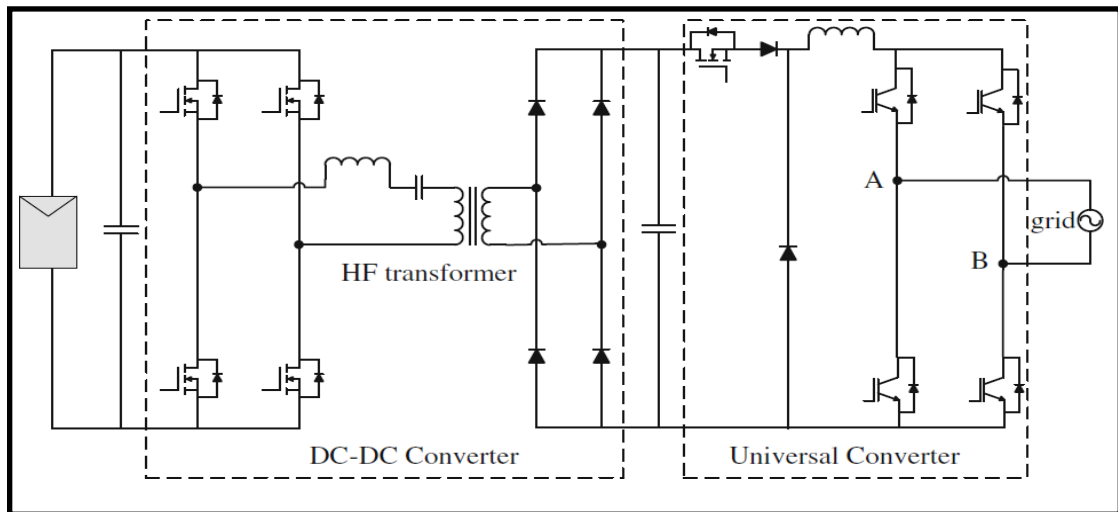 A
grid
B
HF transformer
DC-DC Converter
Universal Converter